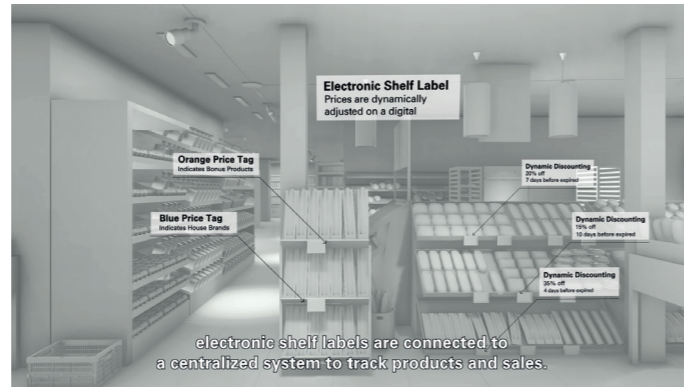 Electronic Shelf Label
Prices are dynamically
adjusted on a digital
Orange Price Tag
Indicates Bonus Products
Blue Price Tag
Indicates House Brands
Dynamic Discounting
20% off
7 days before expired
Dynamic Discounting
15% off
10 days before expired
Dynamic Discounting
35% off
4 days before expired
electronic shelf labels are connected to
a centralized system to track products and sales.